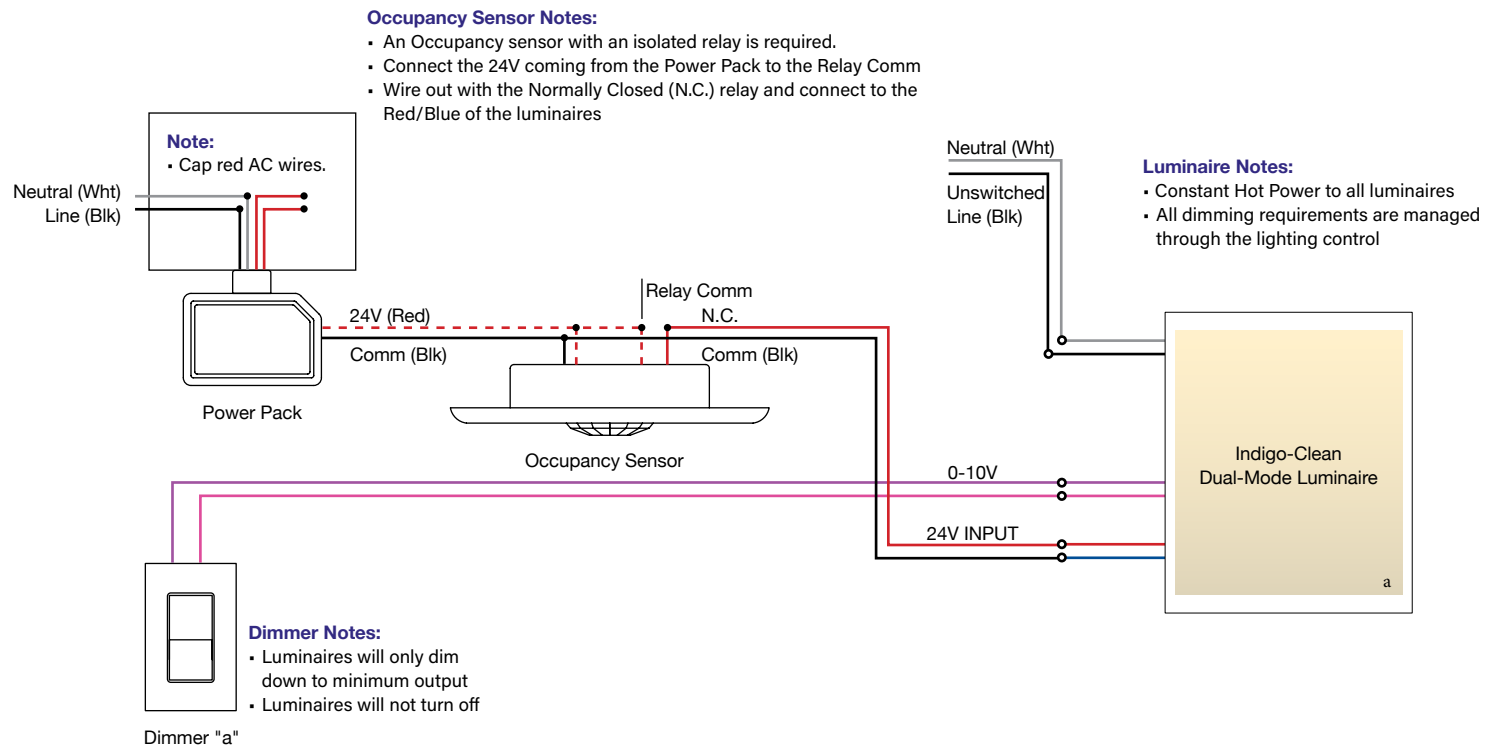 Occupancy Sensor Notes:
▪ An Occupancy sensor with an isolated relay is required.
▪ Connect the 24V coming from the Power Pack to the Relay Comm
▪ Wire out with the Normally Closed (N.C.) relay and connect to the
Red/Blue of the luminaires
Note:
▪ Cap red AC wires.
Neutral (Wht)
Line (Blk)
Neutral (Wht)
Unswitched
Line (Blk)
Luminaire Notes:
▪ Constant Hot Power to all luminaires
▪ All dimming requirements are managed
through the lighting control
Relay Comm
24V (Red)
N.C.
Comm (Blk)
Comm (Blk)
Power Pack
Occupancy Sensor
Indigo-Clean
Dual-Mode Luminaire
0-10V
24V INPUT
a
Dimmer Notes:
▪ Luminaires will only dim
down to minimum output
▪ Luminaires will not turn off
Dimmer "a"